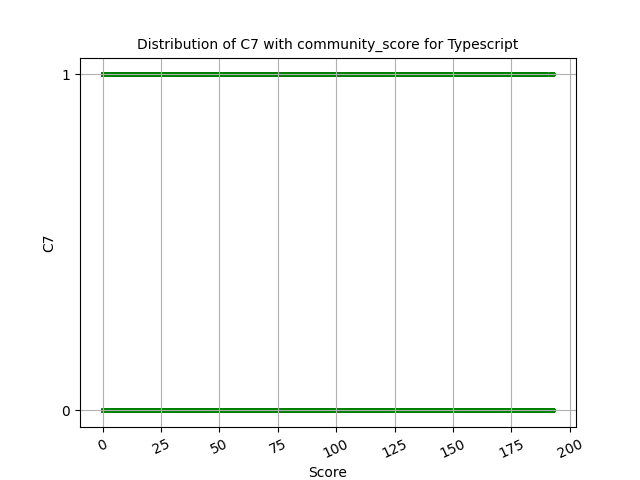 Distribution of C7 with community_score for Typescript
1
C7
0
0 25 50 75 100 125 150 175 200
Score